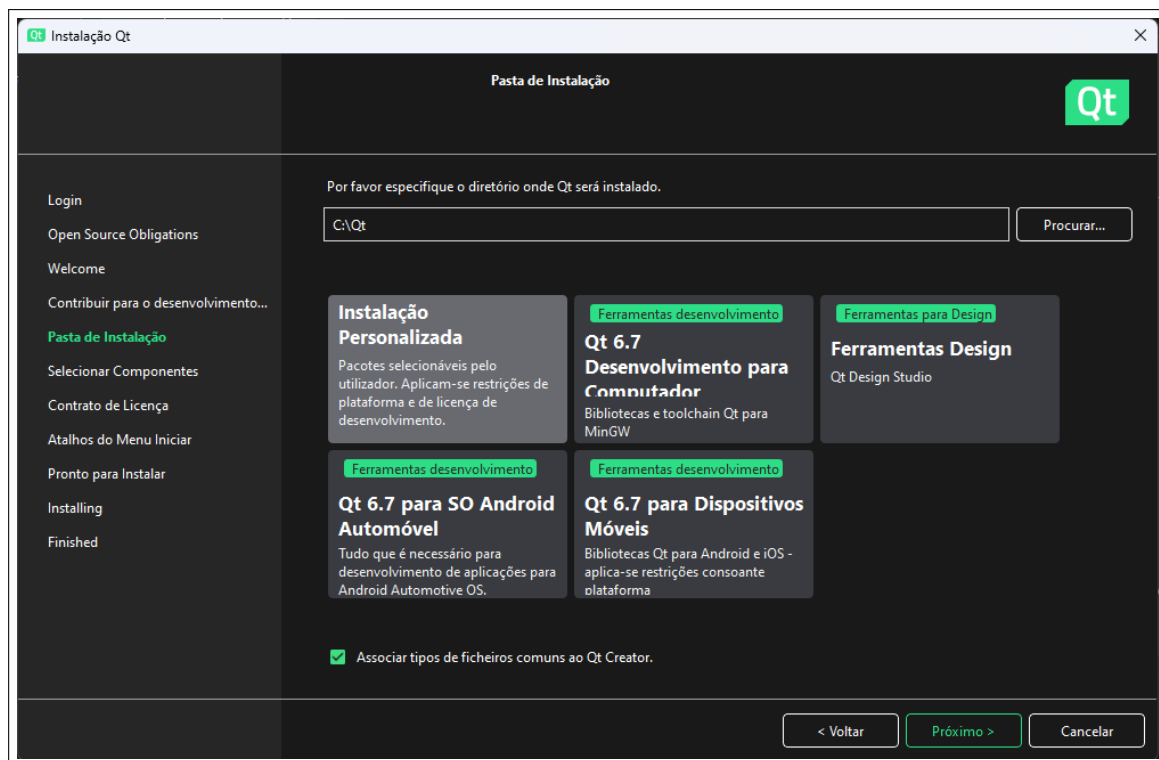 Qt Instalação Qt
Pasta de Instalação
Qt
Login
Open Source Obligations
Welcome
Contribuir para o desenvolvimento...
Pasta de Instalação
Selecionar Componentes
Contrato de Licença
Atalhos do Menu Iniciar
Pronto para Instalar
Installing
Finished
Por favor especifique o diretório onde Qt será instalado.
C:\Qt
Procurar...
Instalação
Personalizada
Pacotes selecionáveis pelo
utilizador. Aplicam-se restrições de
plataforma e de licença de
desenvolvimento.
Ferramentas desenvolvimento
Qt 6.7
Desenvolvimento para
Computador
Bibliotecas e toolchain Qt para
MinGW
Ferramentas para Design
Ferramentas Design
Qt Design Studio
Ferramentas desenvolvimento
Qt 6.7 para SO Android
Automóvel
Tudo que é necessário para
desenvolvimento de aplicações para
Android Automotive OS.
Ferramentas desenvolvimento
Qt 6.7 para Dispositivos
Móveis
Bibliotecas Qt para Android e iOS -
aplica-se restrições consoante
plataforma
Associar tipos de ficheiros comuns ao Qt Creator.
< Voltar
Próximo >
Cancelar